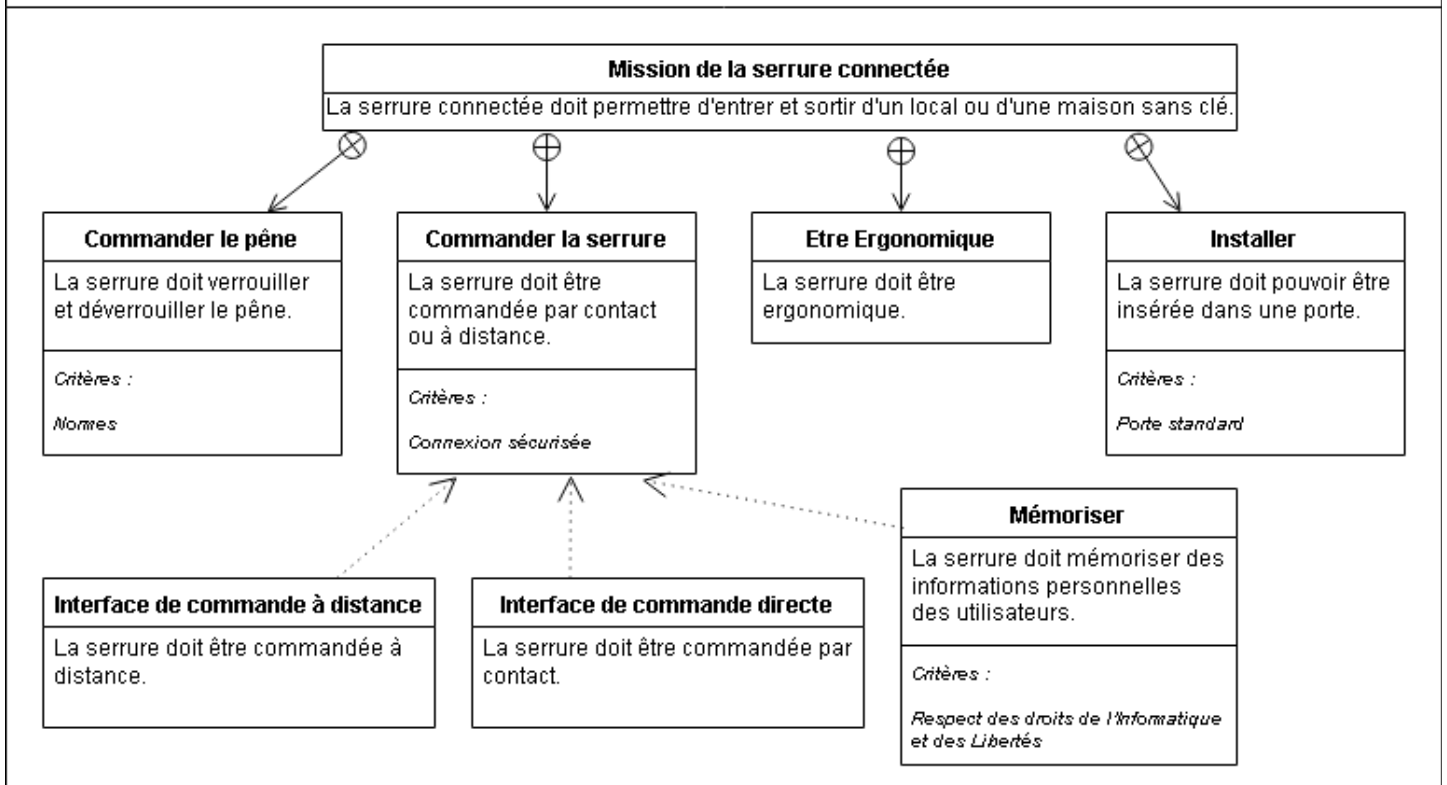 Mission de la serrure connectée
La serrure connectée doit permettre d'entrer et sortir d'un local ou d'une maison sans clé.
Commander le pêne
La serrure doit verrouiller
et déverrouiller le pêne.
Critères :
Normes
Commander la serrure
La serrure doit être
commandée par contact
ou à distance.
Critères :
Connexion sécurisée
Etre Ergonomique
La serrure doit être
ergonomique.
Installer
La serrure doit pouvoir être
insérée dans une porte.
Critères :
Porte standard
Interface de commande à distance
La serrure doit être commandée à
distance.
Interface de commande directe
La serrure doit être commandée par
contact.
Mémoriser
La serrure doit mémoriser des
informations personnelles
des utilisateurs.
Critères :
Respect des droits de l'Informatique
et des Libertés